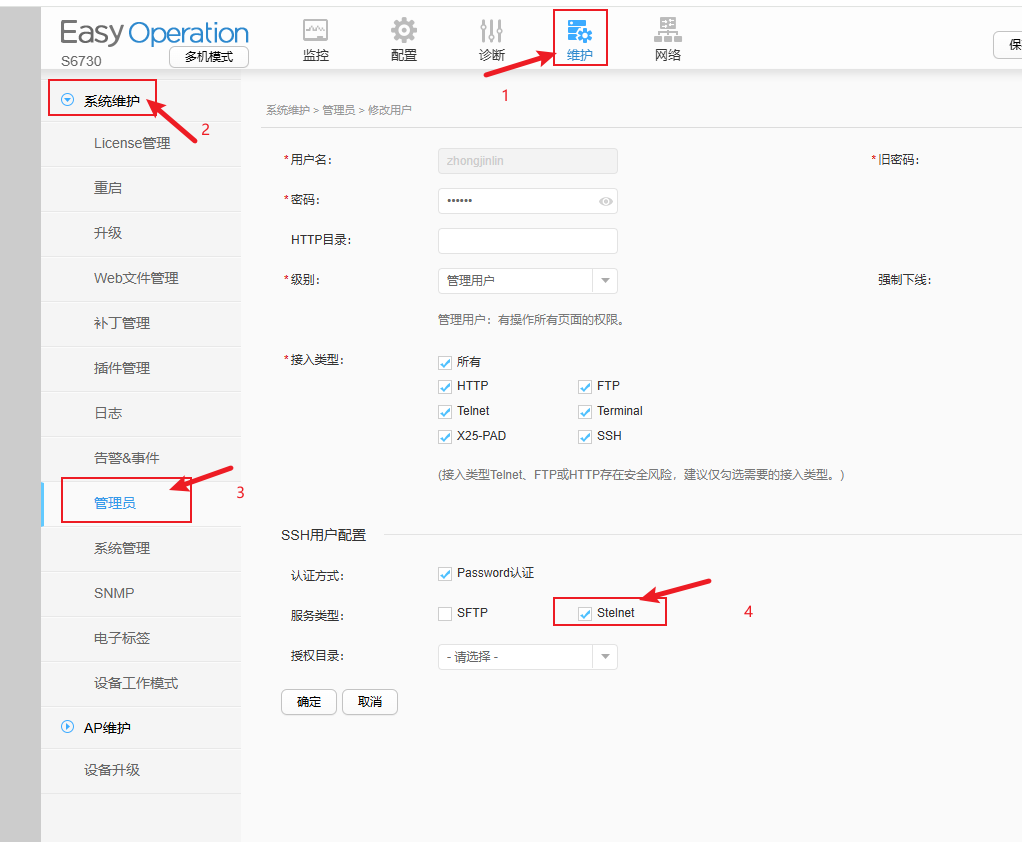 Easy Operation
S6730
多机模式
监控
配置
诊断
维护
网络
保
1
系统维护
2
License管理
重启
升级
Web文件管理
补丁管理
插件管理
日志
告警&事件
管理员
3
系统管理
SNMP
电子标签
设备工作模式
AP维护
设备升级
系统维护 > 管理员 > 修改用户
*用户名:
zhongjinlin
*旧密码:
*密码:
••••••
HTTP目录:
*级别:
管理用户
强制下线:
管理用户：有操作所有页面的权限。
*接入类型:
所有
HTTP
FTP
Telnet
Terminal
X25-PAD
SSH
(接入类型Telnet、FTP或HTTP存在安全风险，建议仅勾选需要的接入类型。)
SSH用户配置
认证方式:
Password认证
服务类型:
SFTP
Stelnet
4
授权目录:
- 请选择 -
确定
取消